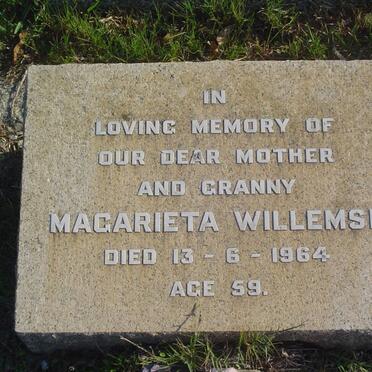 IN
LOVING MEMORY OF
OUR DEAR MOTHER
AND GRANNY
MAGARIETA WILLEMS
DIED 13 - 6 - 1964
AGE 59.